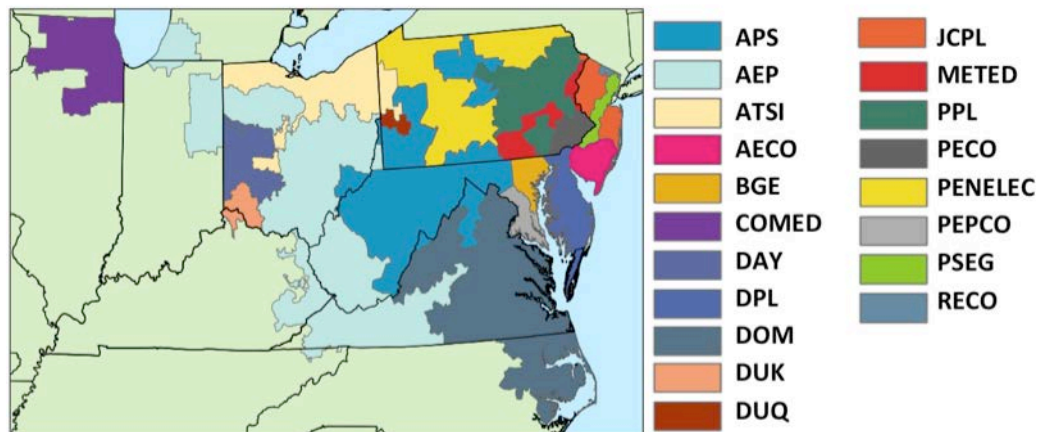 APS
AEP
ATSI
AECO
BGE
COMED
DAY
DPL
DOM
DUK
DUQ
JCPL
METED
PPL
PECO
PENELEC
PEPCO
PSEG
RECO